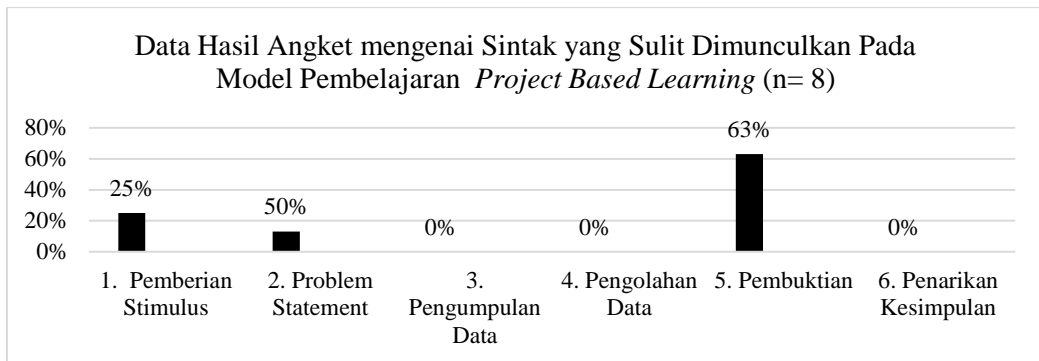 Data Hasil Angket mengenai Sintak yang Sulit Dimunculkan Pada
Model Pembelajaran Project Based Learning (n= 8)
80%
60%
40%
20%
0%
25%
50%
0%
0%
63%
0%
1. Pemberian
Stimulus
2. Problem
Statement
3.
Pengumpulan
Data
4. Pengolahan
Data
5. Pembuktian
6. Penarikan
Kesimpulan